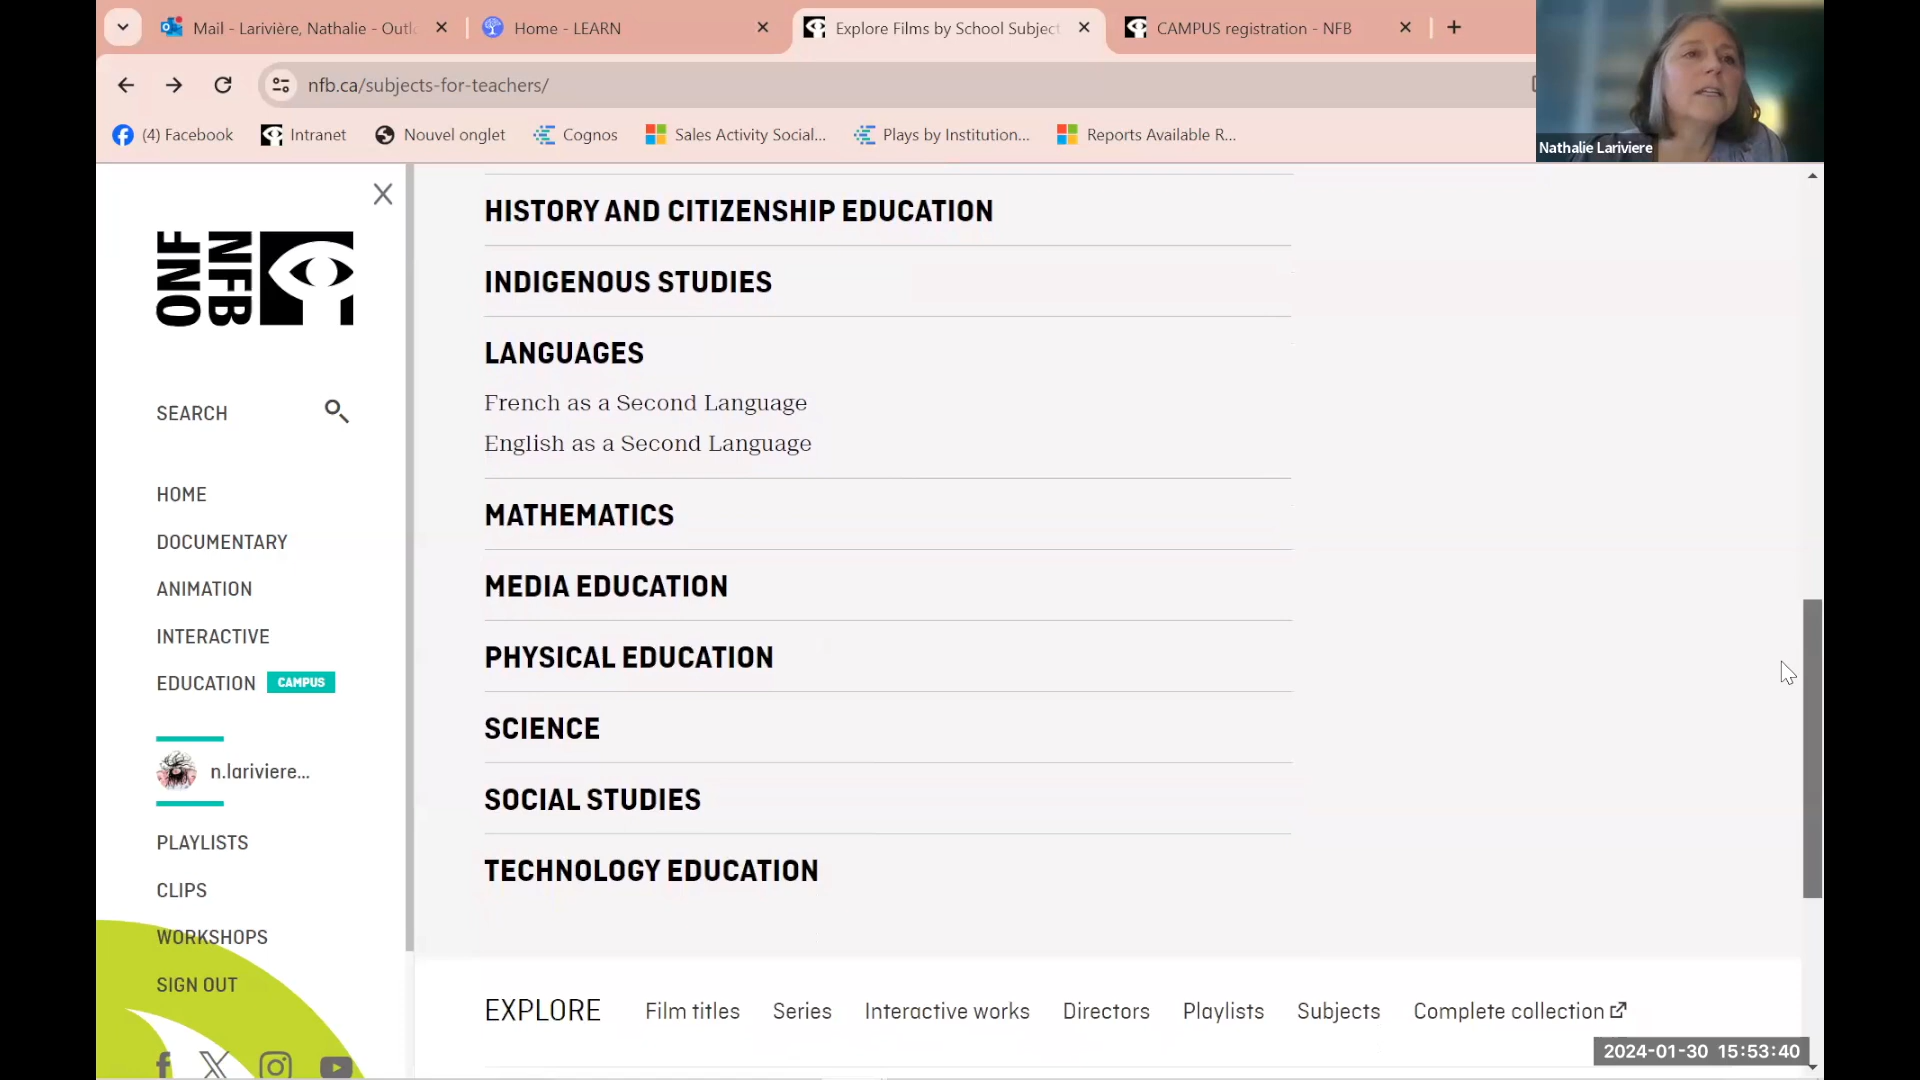 Mail - Larivière, Nathalie - Outl
Home - LEARN
Explore Films by School Subject
CAMPUS registration - NFB
nfb.ca/subjects-for-teachers/
(4) Facebook
Intranet
Nouvel onglet
Cognos
Sales Activity Social...
Plays by Institution...
Reports Available R...
Nathalie Lariviere
ONF
NFB
SEARCH
HOME
DOCUMENTARY
ANIMATION
INTERACTIVE
EDUCATION CAMPUS
n.lariviere...
PLAYLISTS
CLIPS
WORKSHOPS
SIGN OUT
HISTORY AND CITIZENSHIP EDUCATION
INDIGENOUS STUDIES
LANGUAGES
French as a Second Language
English as a Second Language
MATHEMATICS
MEDIA EDUCATION
PHYSICAL EDUCATION
SCIENCE
SOCIAL STUDIES
TECHNOLOGY EDUCATION
EXPLORE Film titles Series Interactive works Directors Playlists Subjects Complete collection
2024-01-30 15:53:40